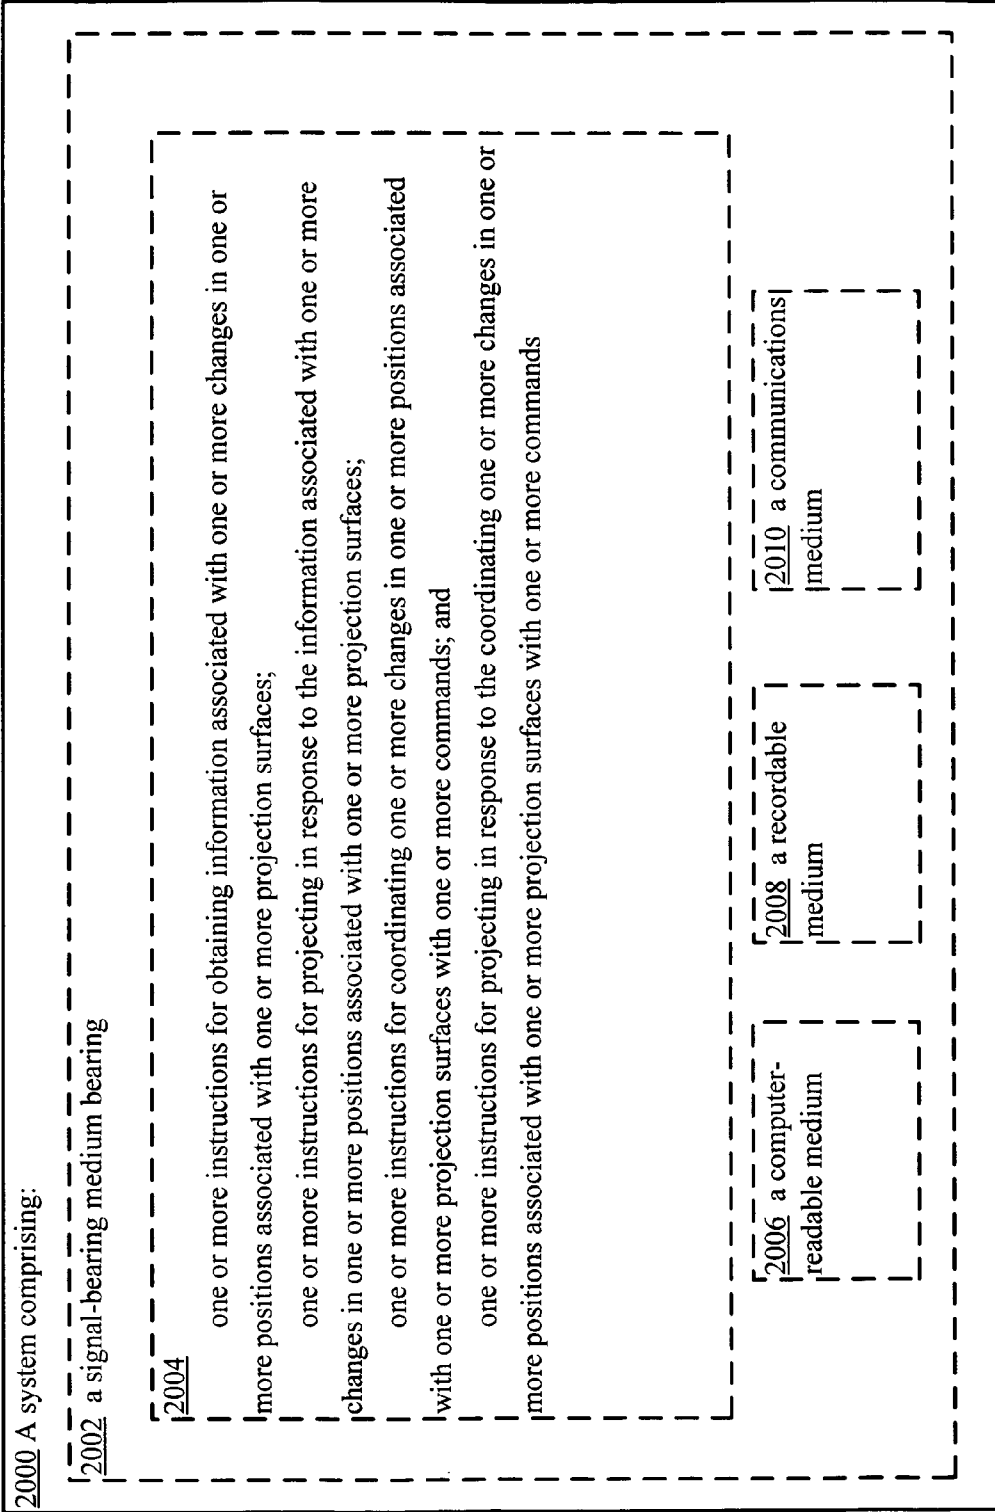 2000 A system comprising:
2002 a signal-bearing medium bearing
2004
one or more instructions for obtaining information associated with one or more changes in one or
more positions associated with one or more projection surfaces;
one or more instructions for projecting in response to the information associated with one or more
changes in one or more positions associated with one or more projection surfaces;
one or more instructions for coordinating one or more changes in one or more positions associated
with one or more projection surfaces with one or more commands; and
one or more instructions for projecting in response to the coordinating one or more changes in one or
more positions associated with one or more projection surfaces with one or more commands
2006 a computer-
readable medium
2008 a recordable
medium
2010 a communications
medium